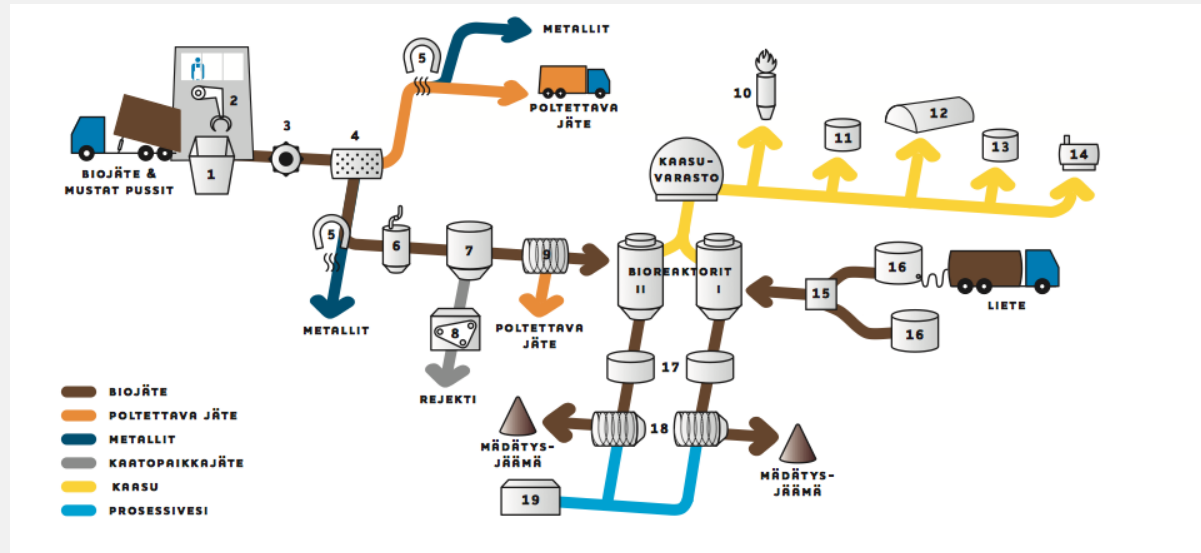 METALLIT
5
POLTETTAVA
JÄTE
10
11
12
13
14
2
3
4
1
BIOJÄTE &
MUSTAT PUSSIT
KAASU-
VARASTO
5
6
7
9
BIOREAKTORIT
II
I
15
16
16
LIETE
METALLIT
8
POLTETTAVA
JÄTE
REJEKTI
17
18
MÄDÄTYS-
JÄÄMÄ
MÄDÄTYS-
JÄÄMÄ
19
BIOJÄTE
POLTETTAVA JÄTE
METALLIT
KAATOPAIKKAJÄTE
KAASU
PROSESSIVESI